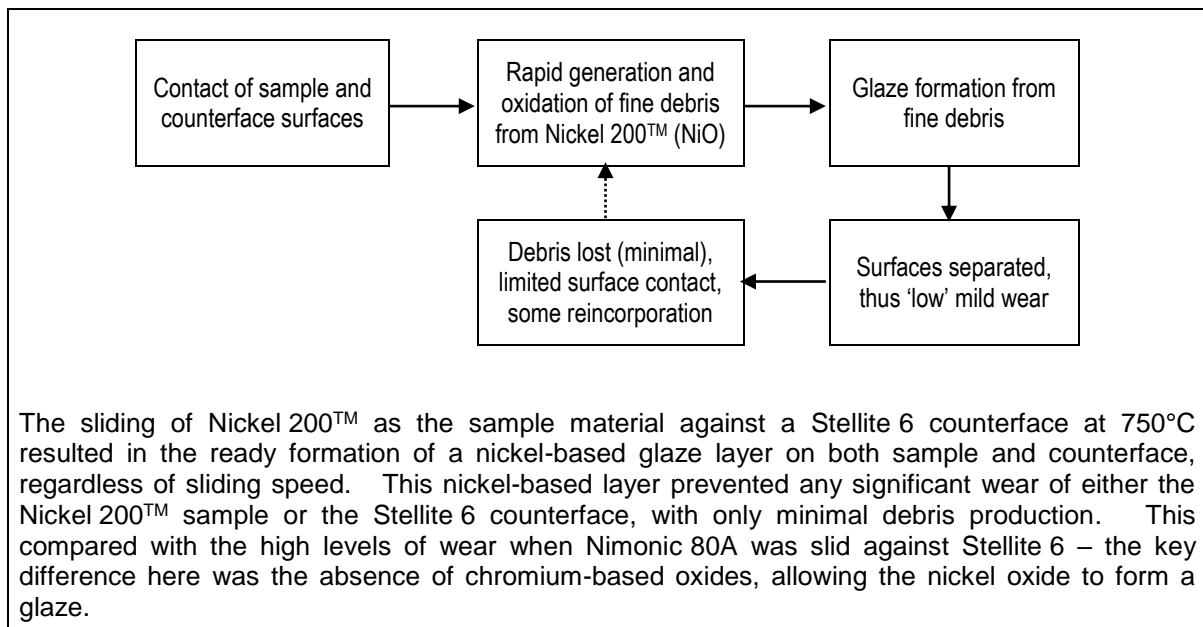 Contact of sample and
counterface surfaces
Rapid generation and
oxidation of fine debris
from Nickel 200™ (NiO)
Glaze formation from
fine debris
Debris lost (minimal),
limited surface contact,
some reincorporation
Surfaces separated,
thus ‘low’ mild wear
The sliding of Nickel 200™ as the sample material against a Stellite 6 counterface at 750°C
resulted in the ready formation of a nickel-based glaze layer on both sample and counterface,
regardless of sliding speed. This nickel-based layer prevented any significant wear of either the
Nickel 200™ sample or the Stellite 6 counterface, with only minimal debris production. This
compared with the high levels of wear when Nimonic 80A was slid against Stellite 6 – the key
difference here was the absence of chromium-based oxides, allowing the nickel oxide to form a
glaze.